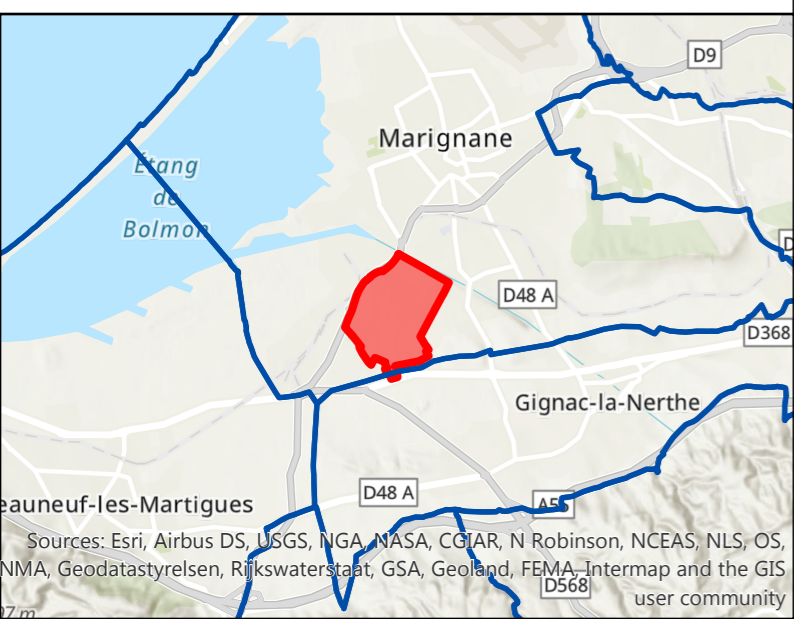 D9
Marignane
Étang
de
Bolmon
D48 A
D368
Gignac-la-Nerthe
D48 A
eauneuf-les-Martigues
Sources: Esri, Airbus DS, USGS, NGA, NASA, CGIAR, N Robinson, NCEAS, NLS, OS,
NMA, Geodatastyrelsen, Rijkswaterstaat, GSA, Geoland, FEMA, Intermap and the GIS
user community
D568